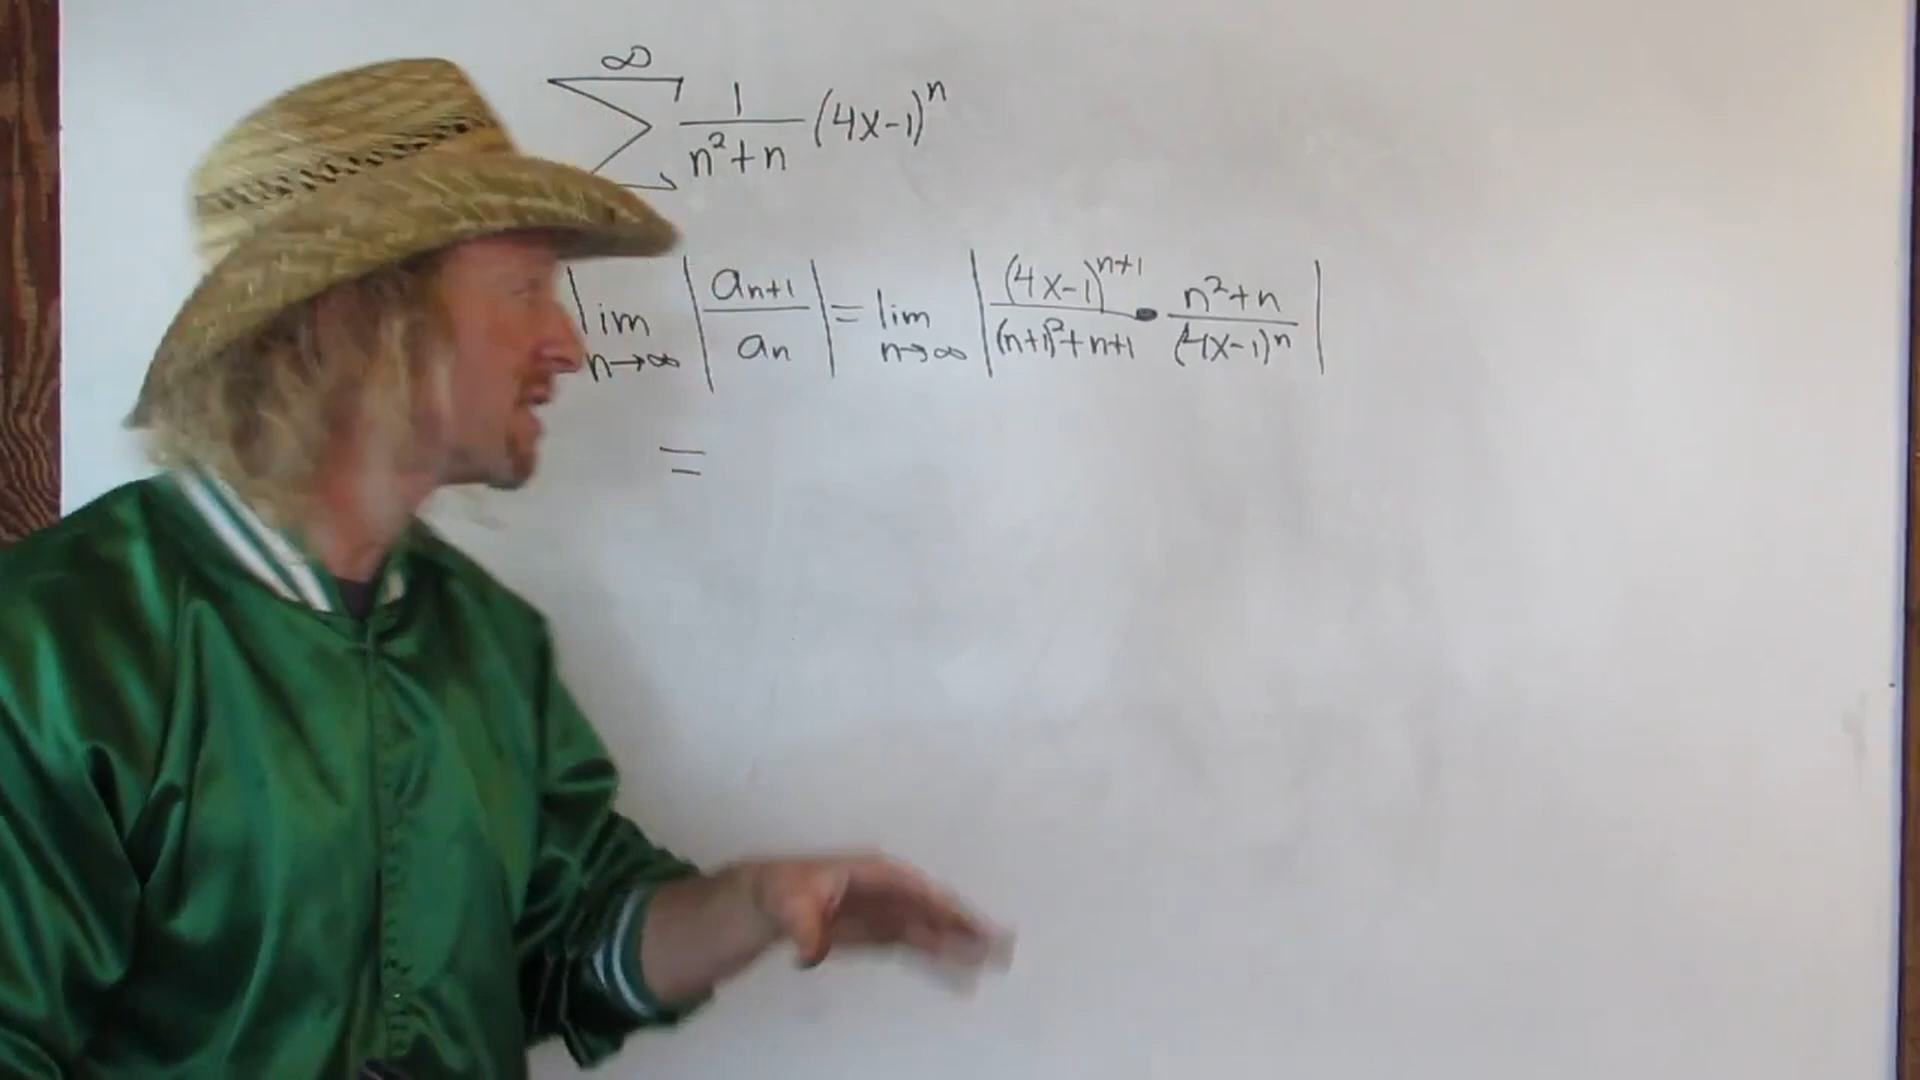 ∞
∑ 1/(n²+n) (4x-1)ⁿ
lim n→∞ |aₙ₊₁/aₙ| = lim n→∞ |(4x-1)ⁿ⁺¹/((n+1)²+n+1) • (n²+n)/(4x-1)ⁿ|
=